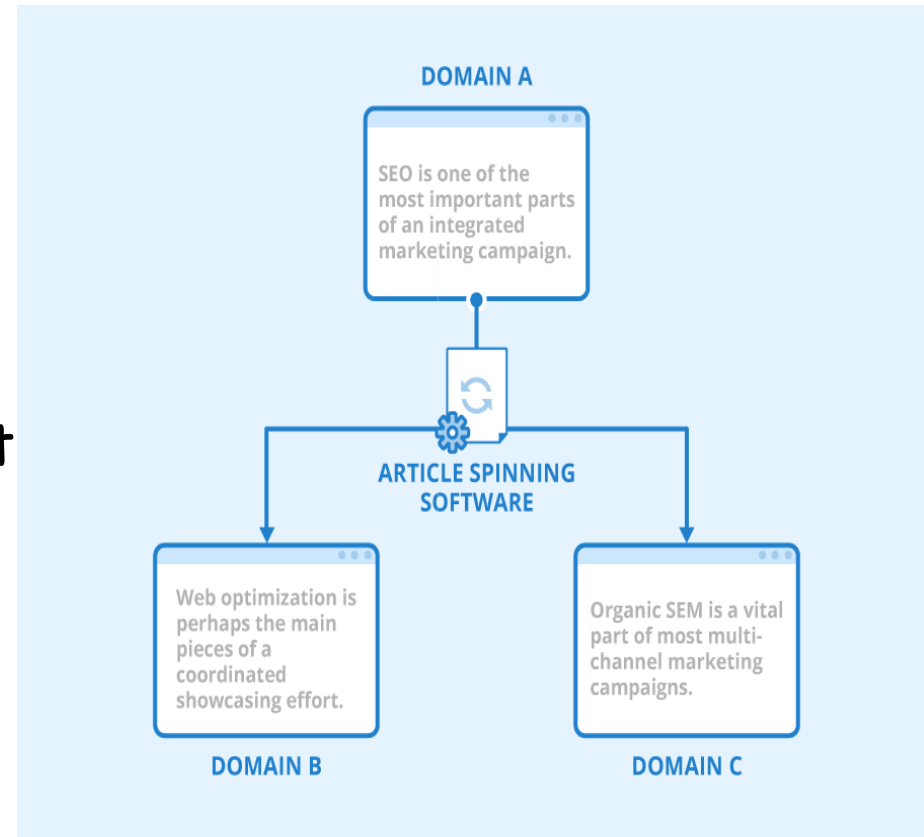 DOMAIN A
SEO is one of the
most important parts
of an integrated
marketing campaign.
ARTICLE SPINNING
SOFTWARE
Web optimization is
perhaps the main
pieces of a
coordinated
showcasing effort.
Organic SEM is a vital
part of most multi-
channel marketing
campaigns.
DOMAIN B
DOMAIN C